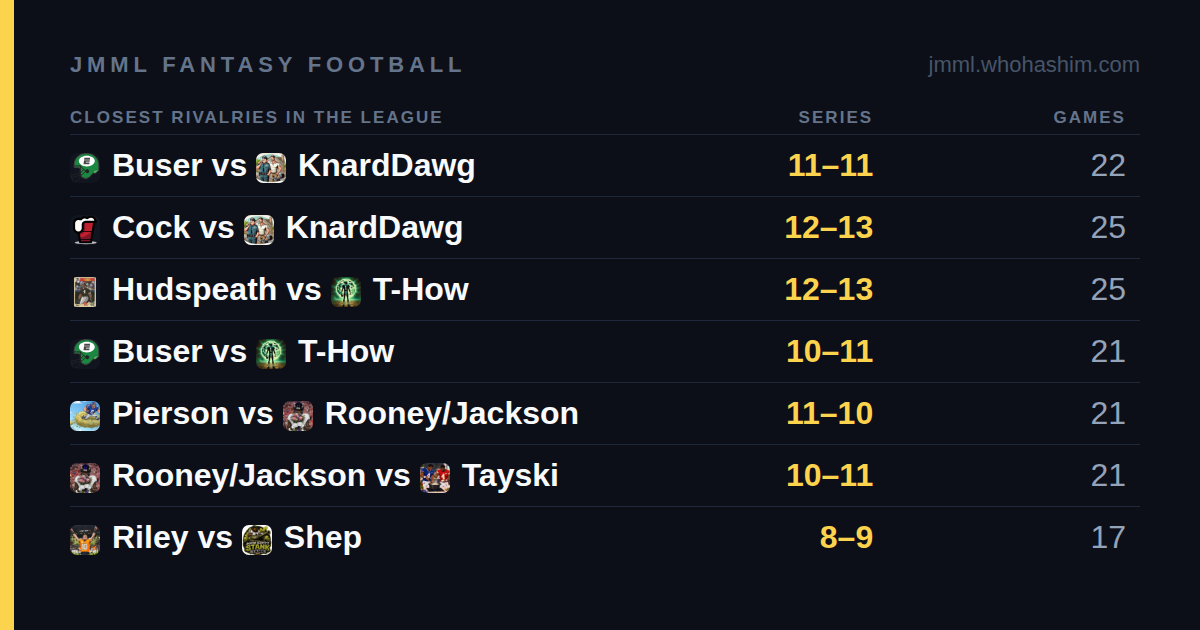 JMML FANTASY FOOTBALL jmml.whohashim.com
CLOSEST RIVALRIES IN THE LEAGUE SERIES GAMES
Buser vs KnardDawg 11–11 22
Cock vs KnardDawg 12–13 25
Hudspeath vs T-How 12–13 25
Buser vs T-How 10–11 21
Pierson vs Rooney/Jackson 11–10 21
Rooney/Jackson vs Tayski 10–11 21
Riley vs Shep 8–9 17